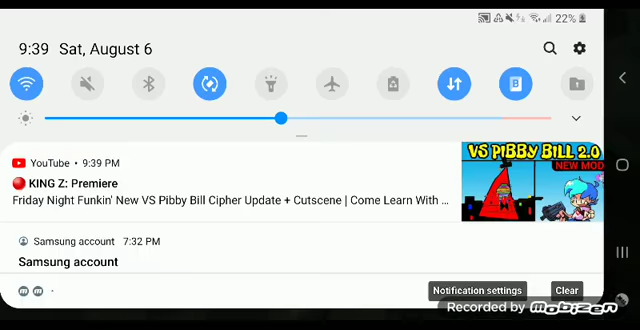 22%
9:39 Sat, August 6
B
YouTube • 9:39 PM
KING Z: Premiere
Friday Night Funkin' New VS Pibby Bill Cipher Update + Cutscene | Come Learn With ...
VS PIBBY BILL 2.0
NEW MOD
Samsung account 7:32 PM
Samsung account
Notification settings
Clear
Recorded by MOBIZEN